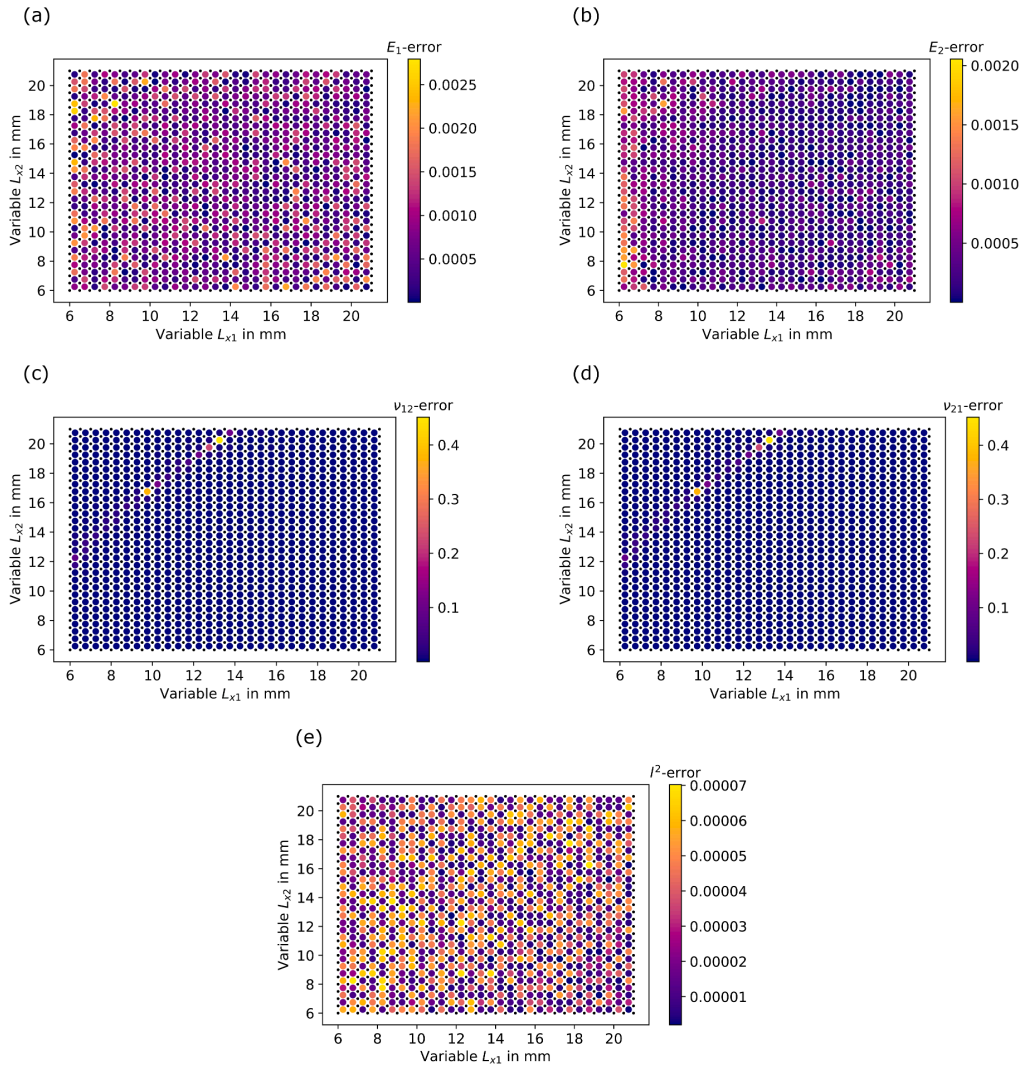 (a)
(b)
E₁-error
E₂-error
Variable Lₓ₂ in mm
20
18
16
14
12
10
8
6
6 8 10 12 14 16 18 20
Variable Lₓ₁ in mm
0.0025
0.0020
0.0015
0.0010
0.0005
Variable Lₓ₂ in mm
20
18
16
14
12
10
8
6
6 8 10 12 14 16 18 20
Variable Lₓ₁ in mm
0.0020
0.0015
0.0010
0.0005
(c)
(d)
ν₁₂-error
ν₂₁-error
Variable Lₓ₂ in mm
20
18
16
14
12
10
8
6
6 8 10 12 14 16 18 20
Variable Lₓ₁ in mm
0.4
0.3
0.2
0.1
Variable Lₓ₂ in mm
20
18
16
14
12
10
8
6
6 8 10 12 14 16 18 20
Variable Lₓ₁ in mm
0.4
0.3
0.2
0.1
(e)
l²-error
Variable Lₓ₂ in mm
20
18
16
14
12
10
8
6
6 8 10 12 14 16 18 20
Variable Lₓ₁ in mm
0.00007
0.00006
0.00005
0.00004
0.00003
0.00002
0.00001